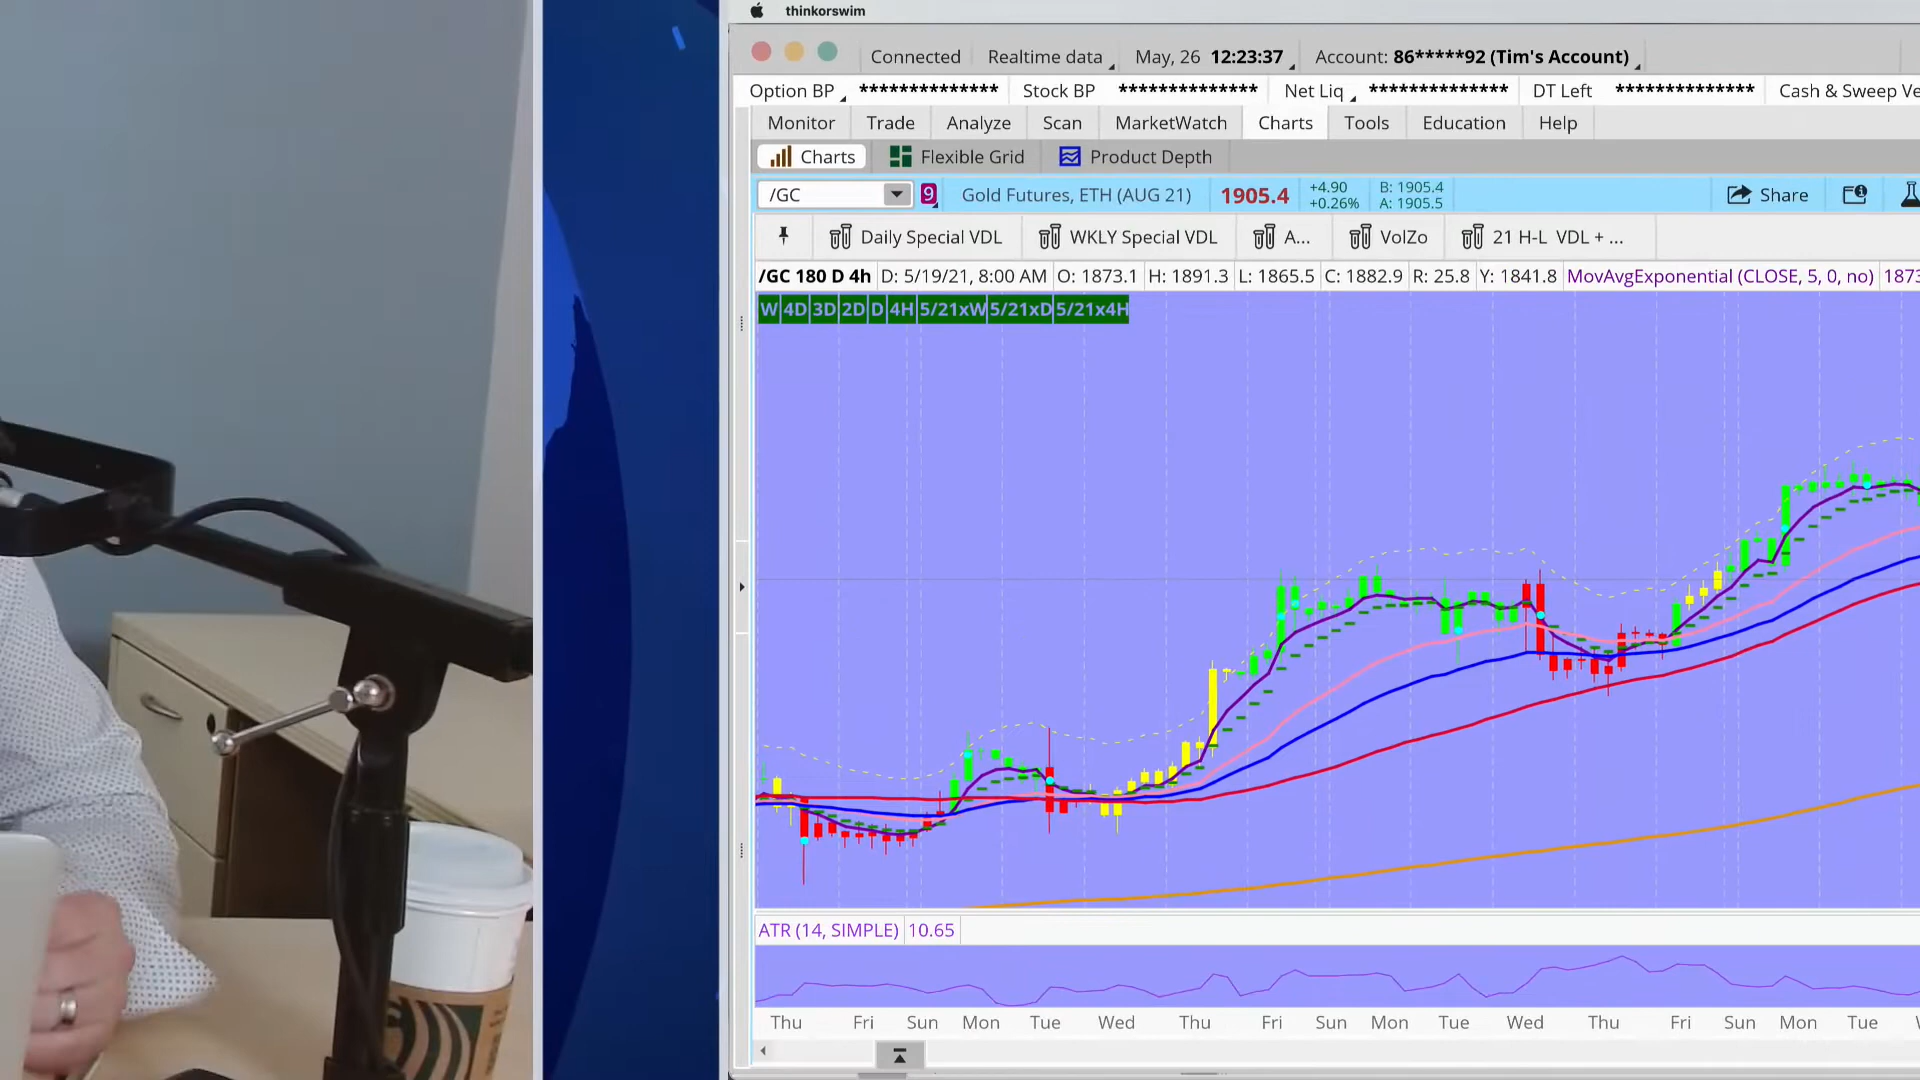 thinkorswim
Connected Realtime data May, 26 12:23:37 Account: 86*****92 (Tim's Account)
Option BP ************** Stock BP ************** Net Liq ************** DT Left ************** Cash & Sweep Ve
Monitor Trade Analyze Scan MarketWatch Charts Tools Education Help
Charts Flexible Grid Product Depth
/GC 9 Gold Futures, ETH (AUG 21) 1905.4 +4.90 B: 1905.4 Share
+0.26% A: 1905.5
Daily Special VDL WKLY Special VDL A... VolZo 21 H-L VDL + ...
/GC 180 D 4h D: 5/19/21, 8:00 AM O: 1873.1 H: 1891.3 L: 1865.5 C: 1882.9 R: 25.8 Y: 1841.8 MovAvgExponential (CLOSE, 5, 0, no) 1873
W 4D 3D 2D D 4H 5/21xW 5/21xD 5/21x4H
ATR (14, SIMPLE) 10.65
Thu Fri Sun Mon Tue Wed Thu Fri Sun Mon Tue Wed Thu Fri Sun Mon Tue